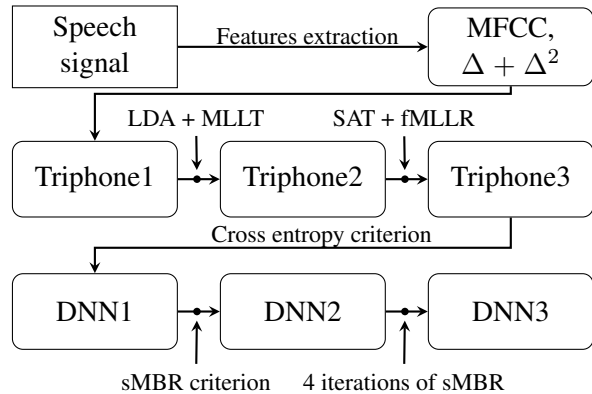 Speech
signal
Features extraction
MFCC,
Δ + Δ²
LDA + MLLT
SAT + fMLLR
Triphone1
Triphone2
Triphone3
Cross entropy criterion
DNN1
DNN2
DNN3
sMBR criterion
4 iterations of sMBR